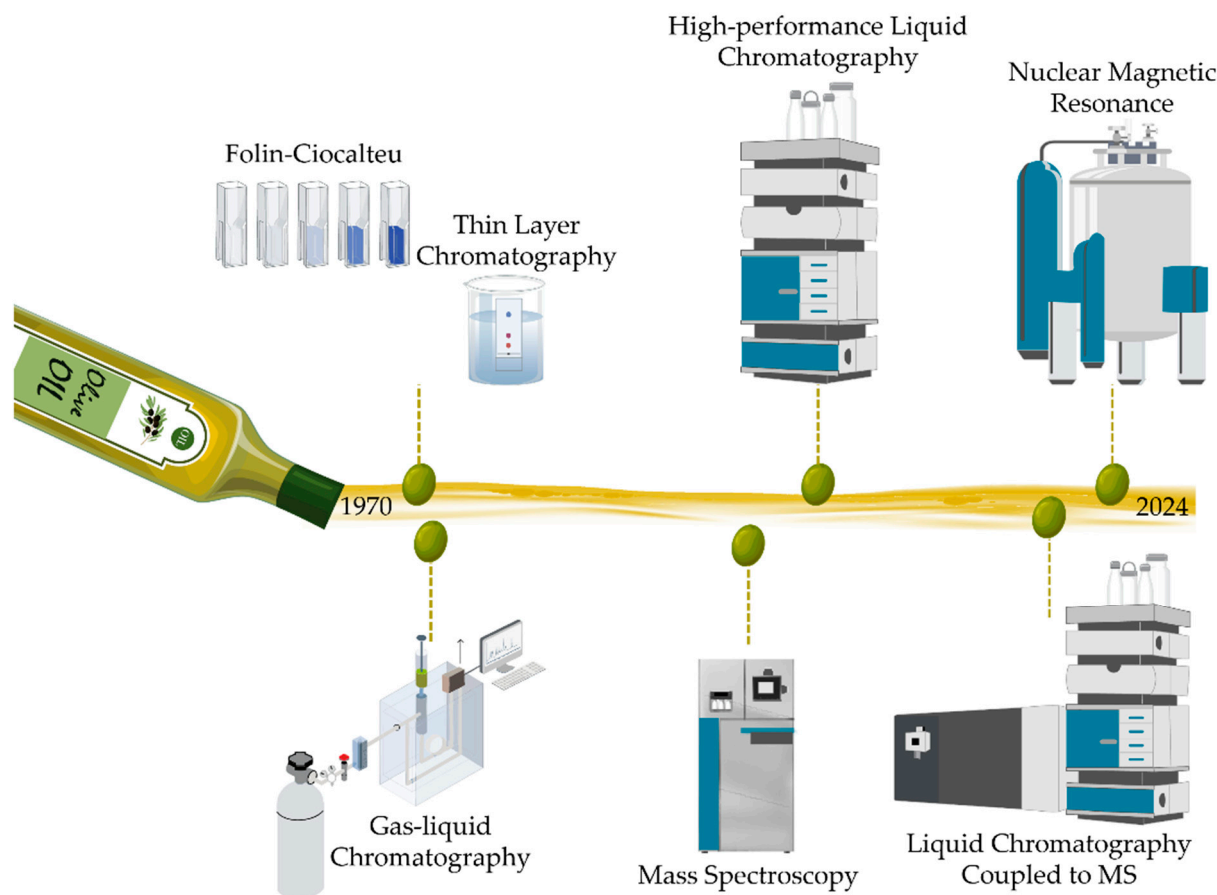 High-performance Liquid
Chromatography
Nuclear Magnetic
Resonance
Folin-Ciocalteu
Thin Layer
Chromatography
Olive
OIL
OIL
1970
2024
Gas-liquid
Chromatography
Mass Spectroscopy
Liquid Chromatography
Coupled to MS